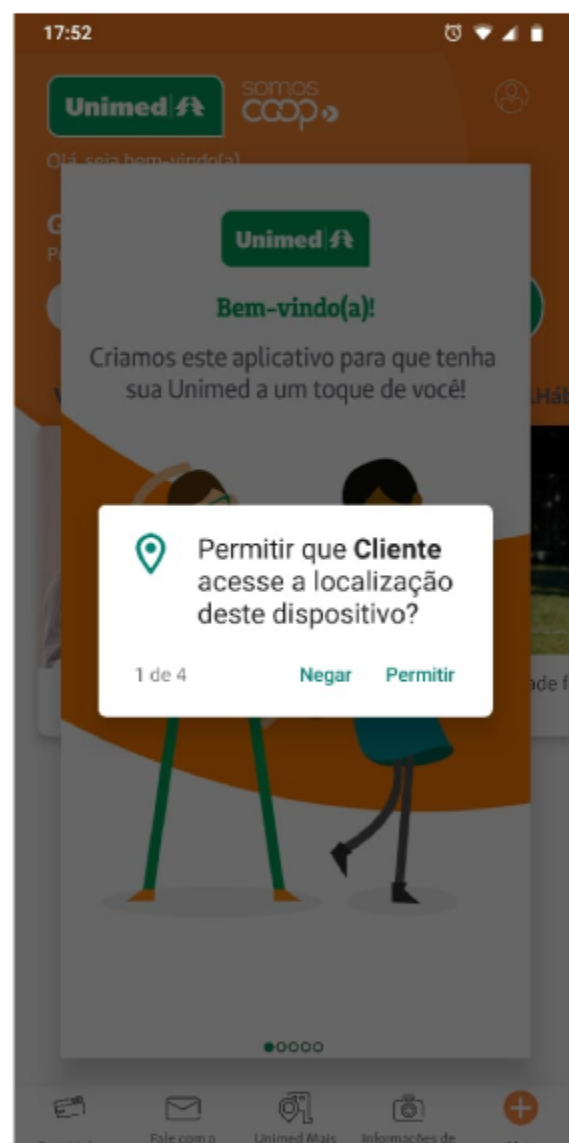 17:52
Unimed
somos
coop
Olá, seja bem-vindo(a)
Unimed
Bem-vindo(a)!
Criamos este aplicativo para que tenha
sua Unimed a um toque de você!
Permitir que Cliente
acesse a localização
deste dispositivo?
1 de 4
Negar
Permitir
Fale com a
Unimed Mais
Informações de